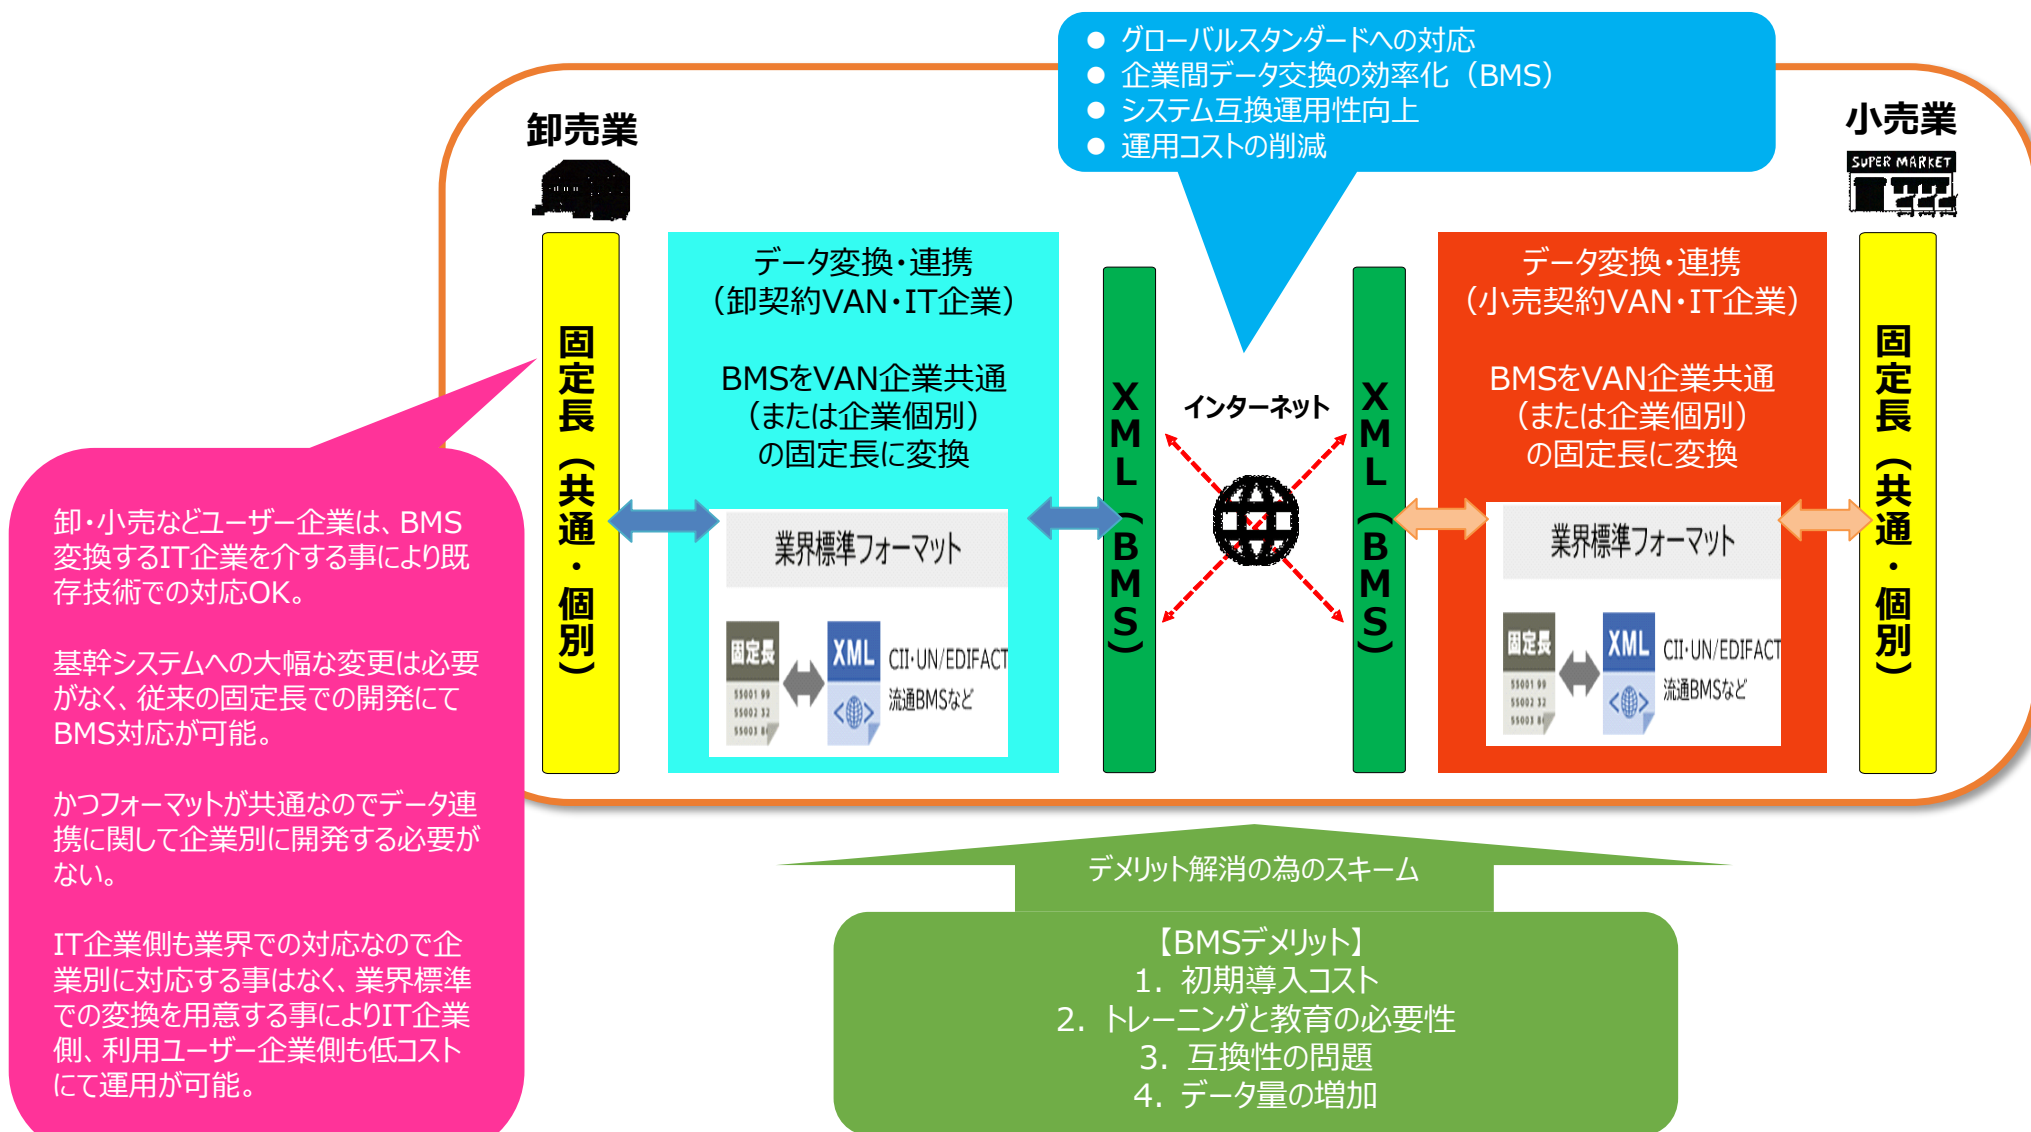 ● グローバルスタンダードへの対応
● 企業間データ交換の効率化（BMS）
● システム互換運用性向上
● 運用コストの削減
卸売業
小売業
SUPER MARKET
固定長（共通・個別）
データ変換・連携
（卸契約VAN・IT企業）
BMSをVAN企業共通
（または企業個別）
の固定長に変換
業界標準フォーマット
固定長
55001 99
55002 32
55003 8
XML
CII・UN/EDIFACT
流通BMSなど
XML（BMS）
インターネット
XML（BMS）
データ変換・連携
（小売契約VAN・IT企業）
BMSをVAN企業共通
（または企業個別）
の固定長に変換
業界標準フォーマット
固定長
55001 99
55002 32
55003 8
XML
CII・UN/EDIFACT
流通BMSなど
固定長（共通・個別）
卸・小売などユーザー企業は、BMS
変換するIT企業を介する事により既
存技術での対応OK。
基幹システムへの大幅な変更は必要
がなく、従来の固定長での開発にて
BMS対応が可能。
かつフォーマットが共通なのでデータ連
携に関して企業別に開発する必要が
ない。
IT企業側も業界での対応なので企
業別に対応する事はなく、業界標準
での変換を用意する事によりIT企業
側、利用ユーザー企業側も低コスト
にて運用が可能。
デメリット解消の為のスキーム
【BMSデメリット】
1. 初期導入コスト
2. トレーニングと教育の必要性
3. 互換性の問題
4. データ量の増加